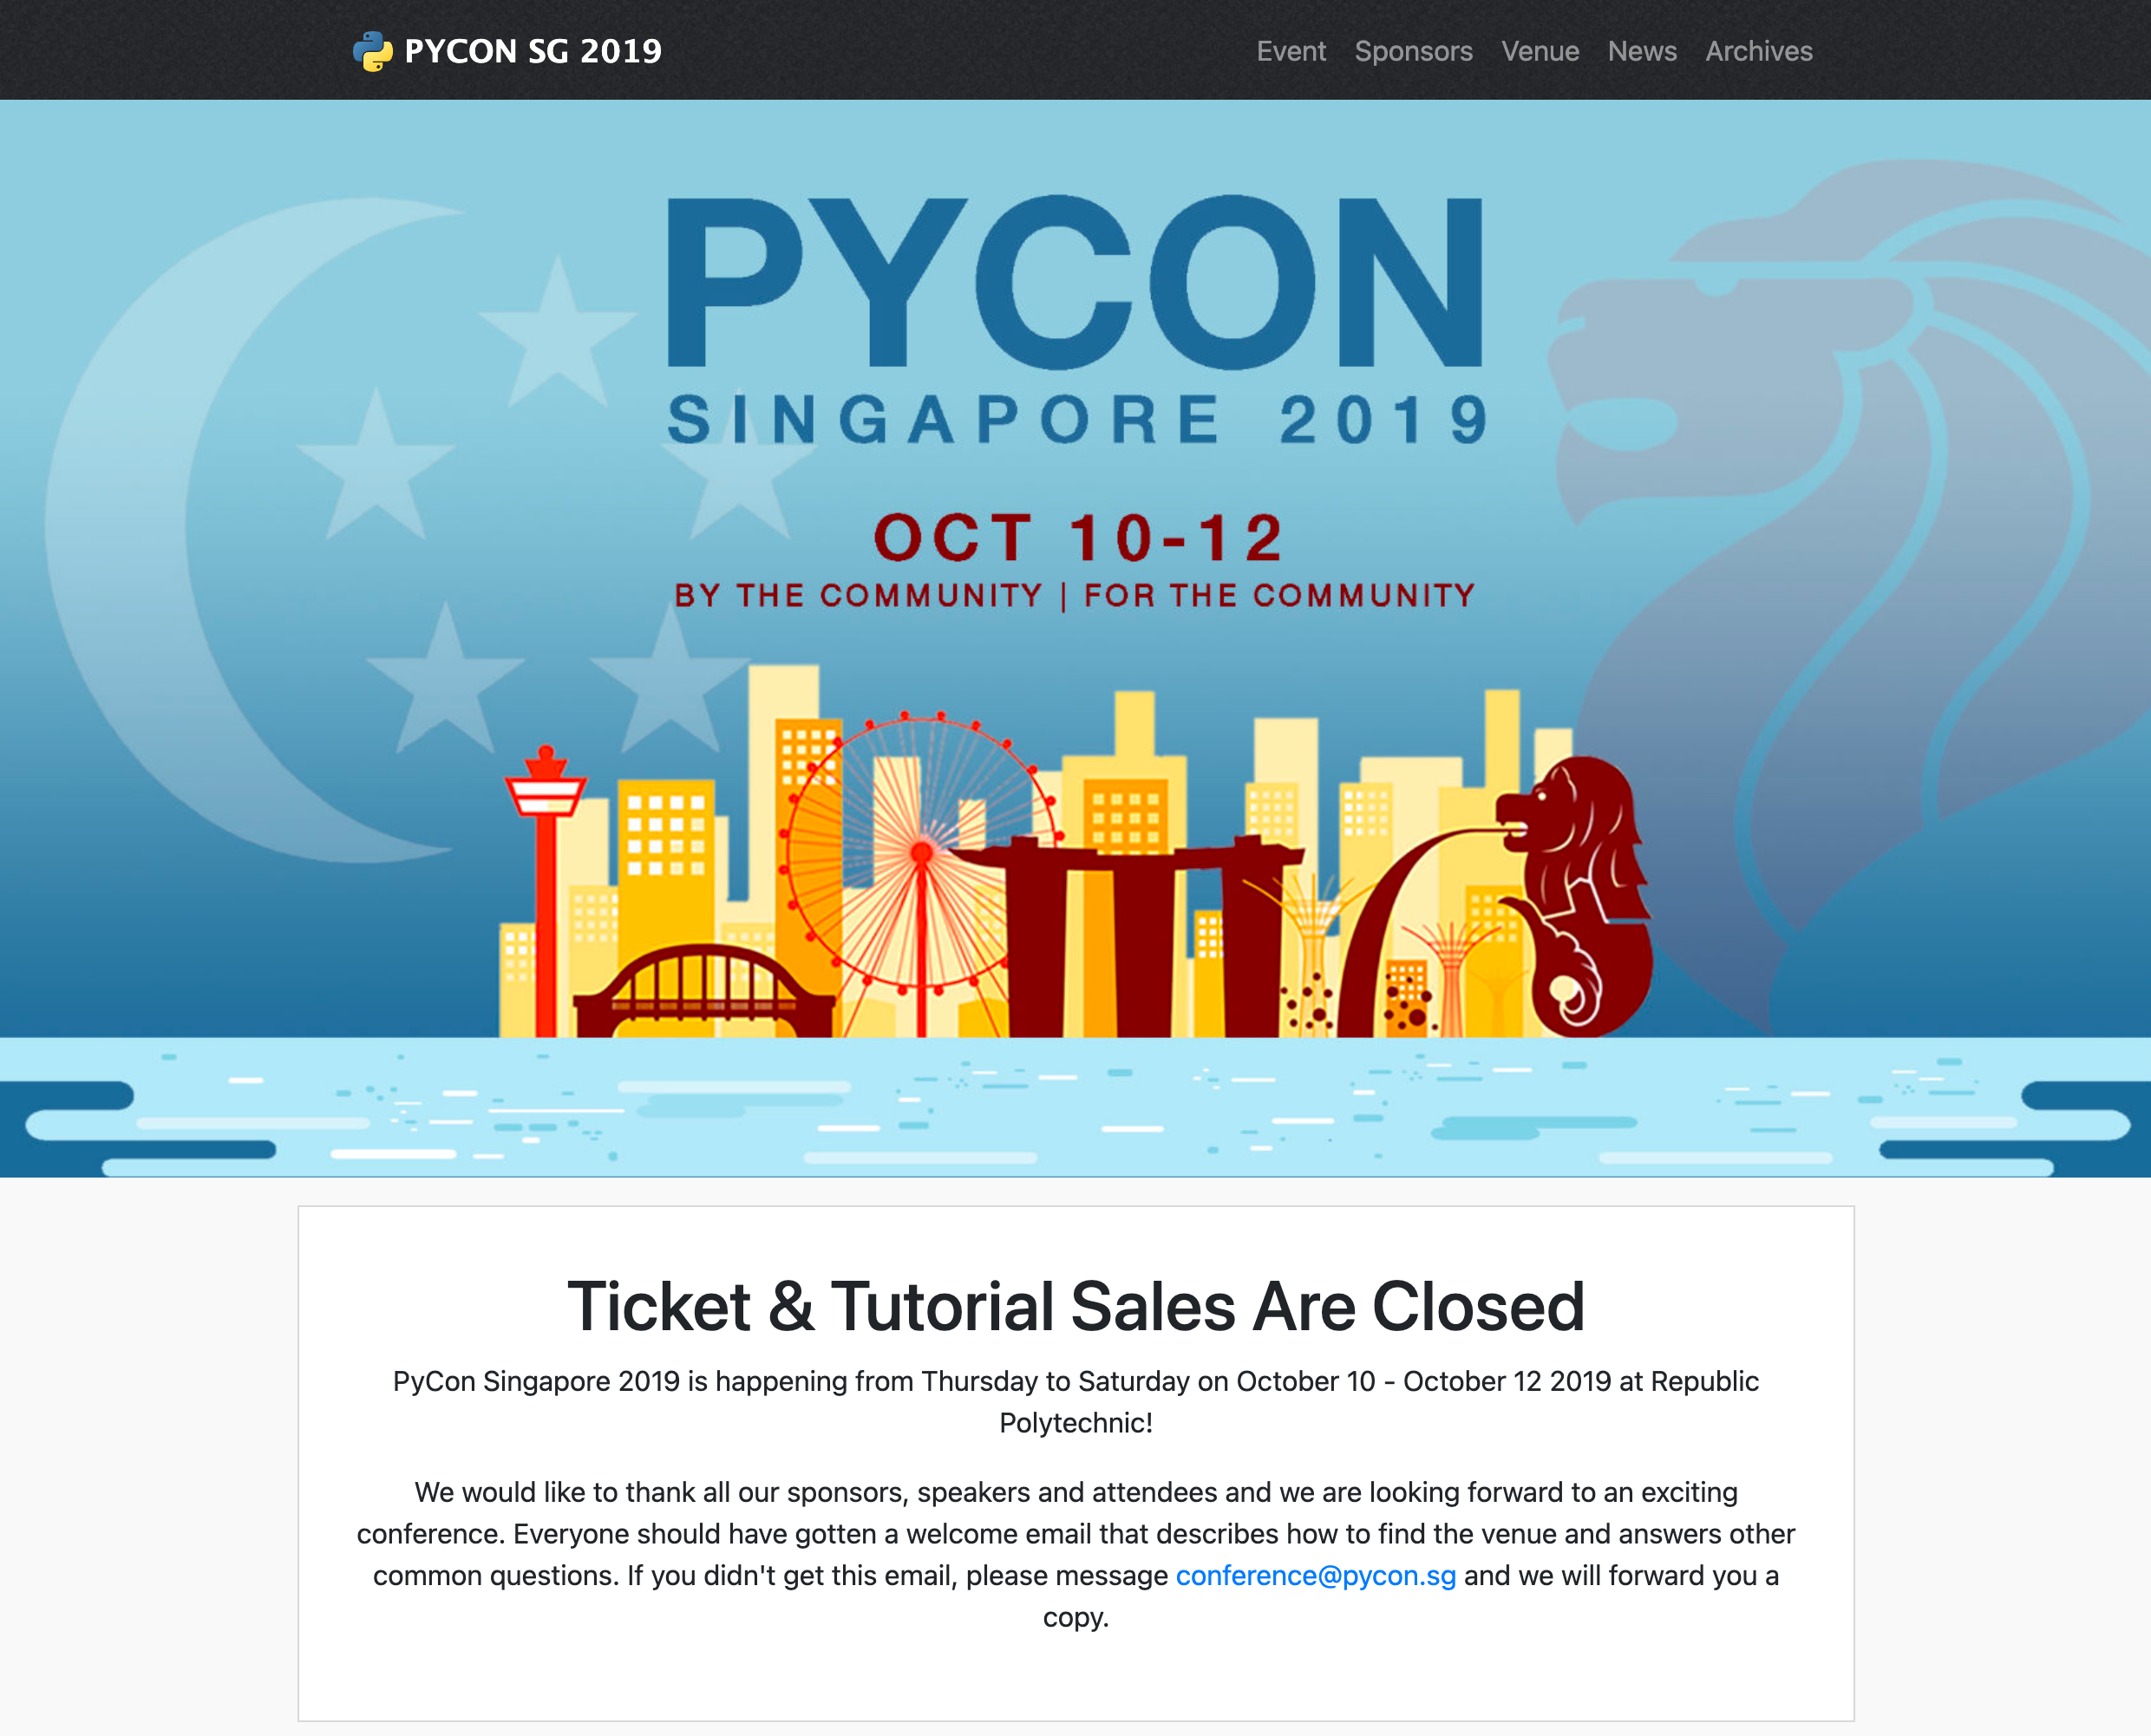 PYCON SG 2019
Event Sponsors Venue News Archives
PYCON
SINGAPORE 2019
OCT 10-12
BY THE COMMUNITY | FOR THE COMMUNITY
Ticket & Tutorial Sales Are Closed
PyCon Singapore 2019 is happening from Thursday to Saturday on October 10 - October 12 2019 at Republic
Polytechnic!
We would like to thank all our sponsors, speakers and attendees and we are looking forward to an exciting
conference. Everyone should have gotten a welcome email that describes how to find the venue and answers other
common questions. If you didn't get this email, please message conference@pycon.sg and we will forward you a
copy.